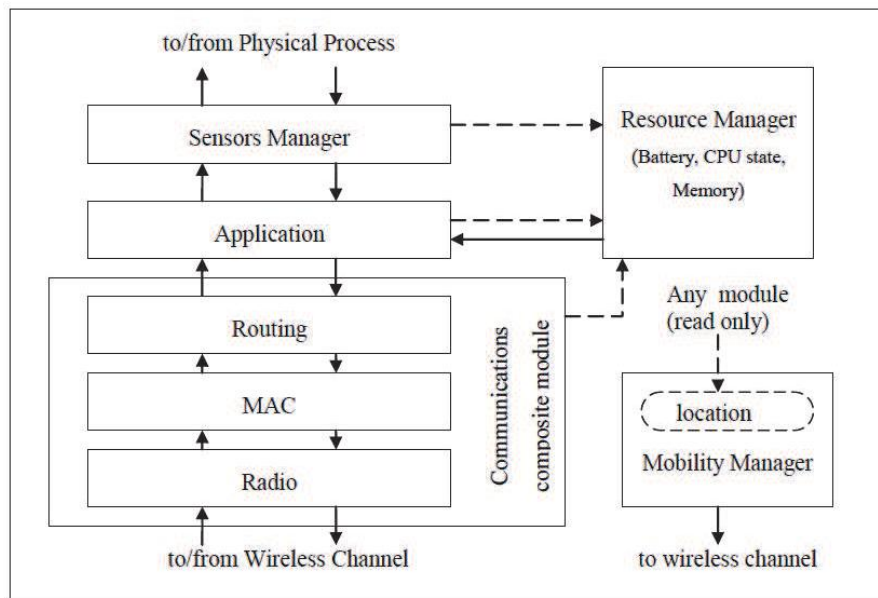 to/from Physical Process
Sensors Manager
Resource Manager
(Battery, CPU state,
Memory)
Application
Routing
MAC
Radio
Communications
composite module
Any module
(read only)
location
Mobility Manager
to/from Wireless Channel
to wireless channel